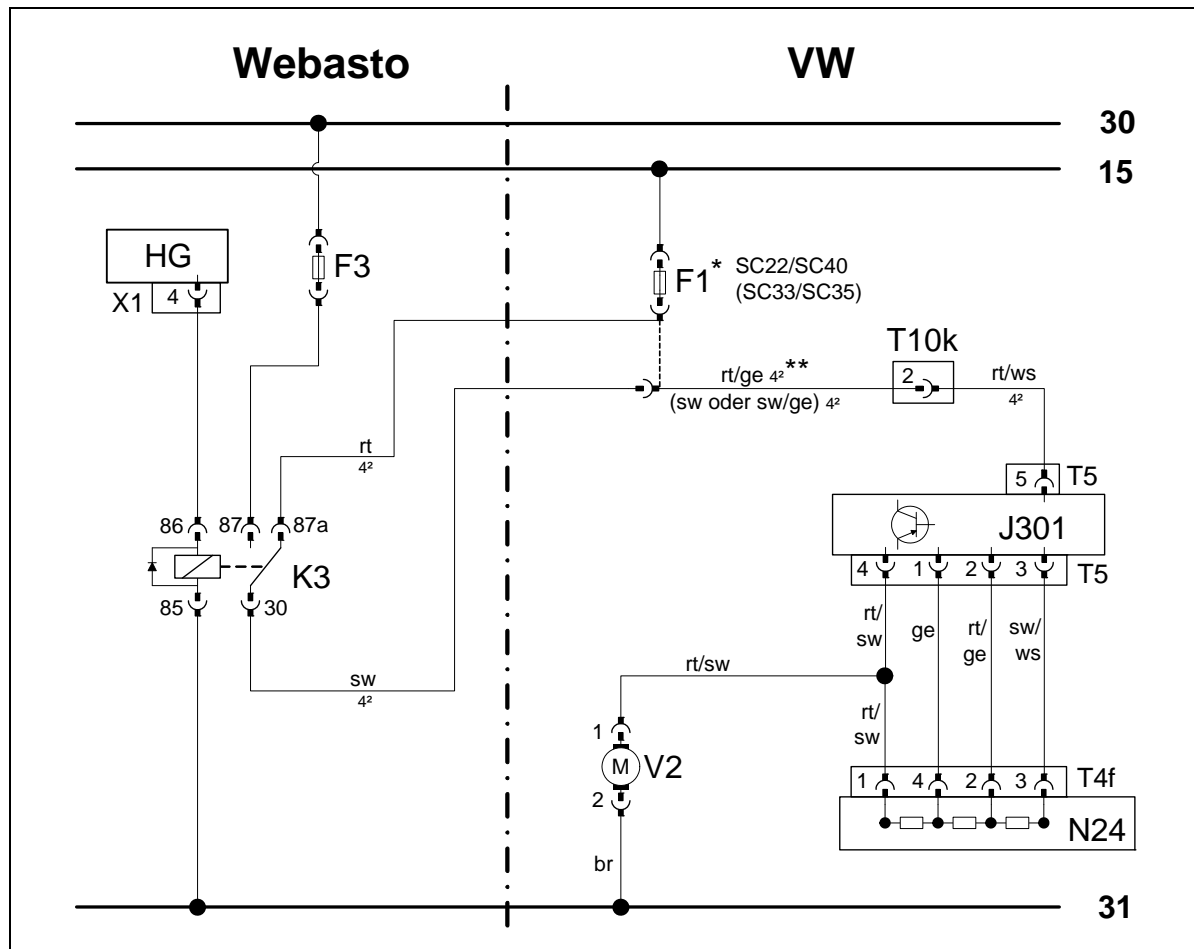 Webasto
VW
30
15
HG
X1
4
F3
F1* SC22/SC40
(SC33/SC35)
T10k
2
rt/ge 4²**
(sw oder sw/ge) 4²
rt/ws
4²
rt
4²
5
T5
J301
86
87
87a
K3
85
30
4
1
2
3
T5
rt/
sw
ge
rt/
ge
sw/
ws
rt/sw
sw
4²
rt/
sw
1
M
V2
2
1
4
2
3
T4f
N24
br
31